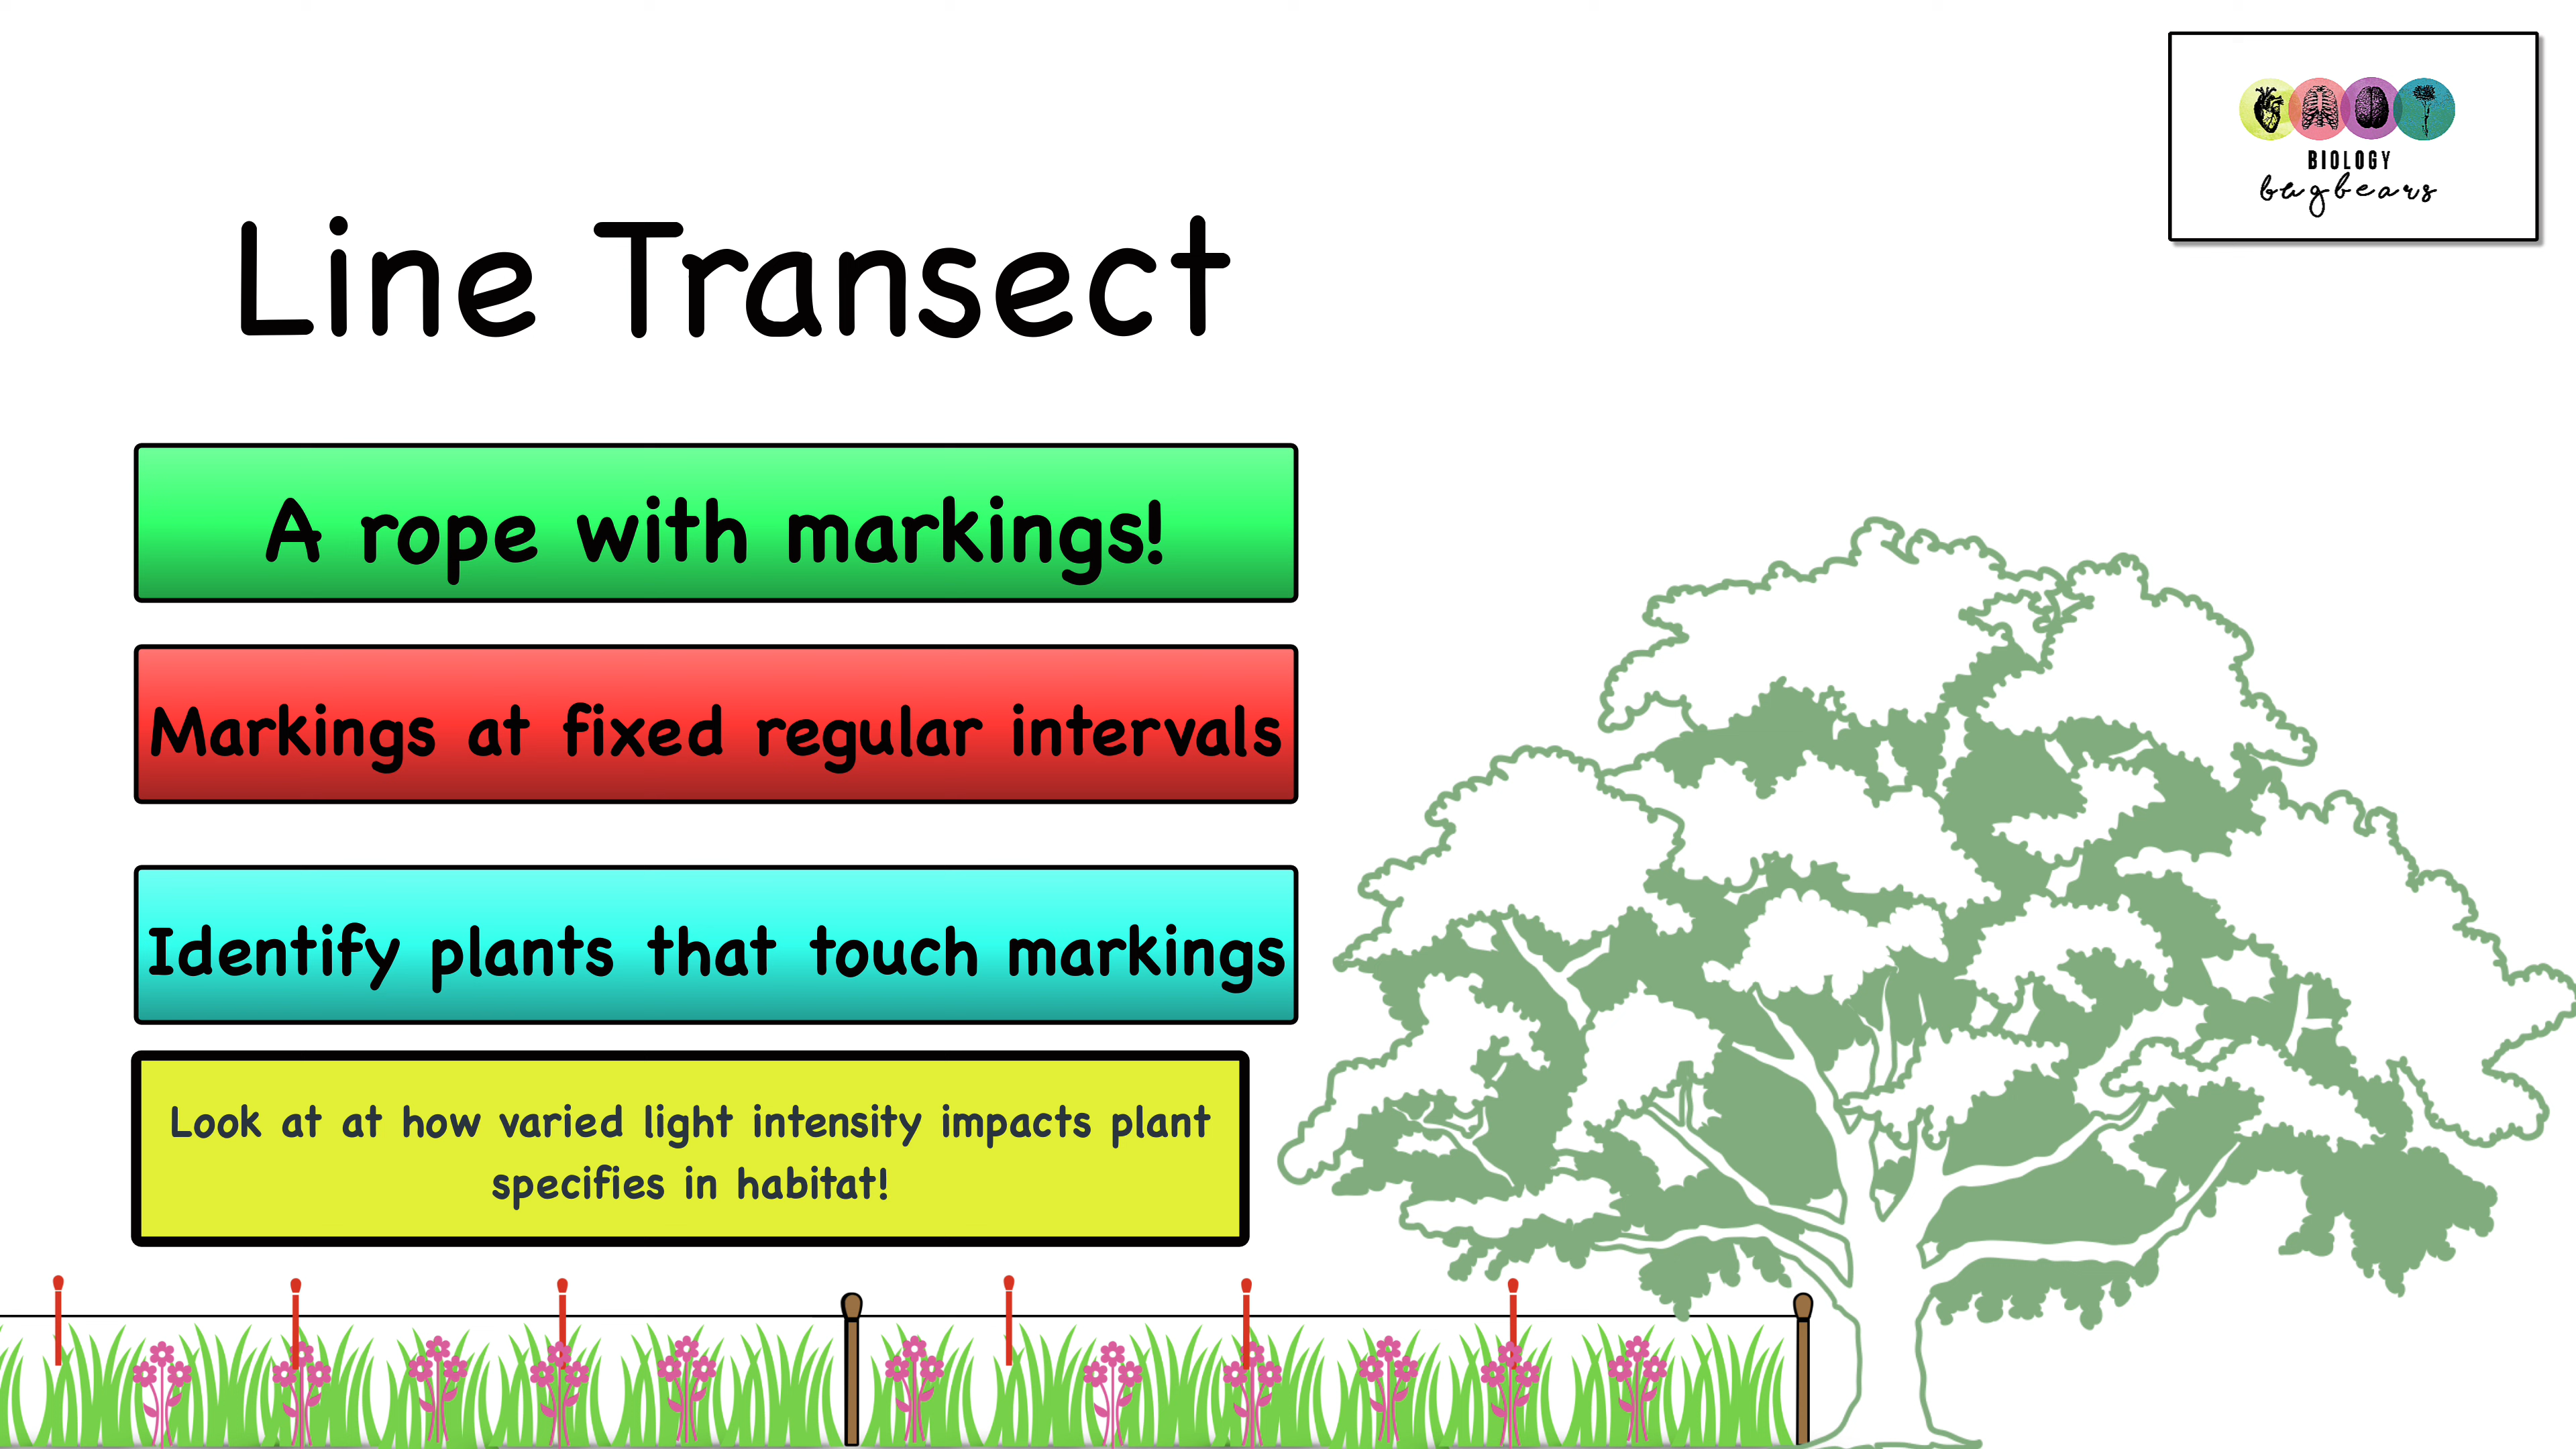 BIOLOGY
bugbears
Line Transect
A rope with markings!
Markings at fixed regular intervals
Identify plants that touch markings
Look at at how varied light intensity impacts plant
specifies in habitat!